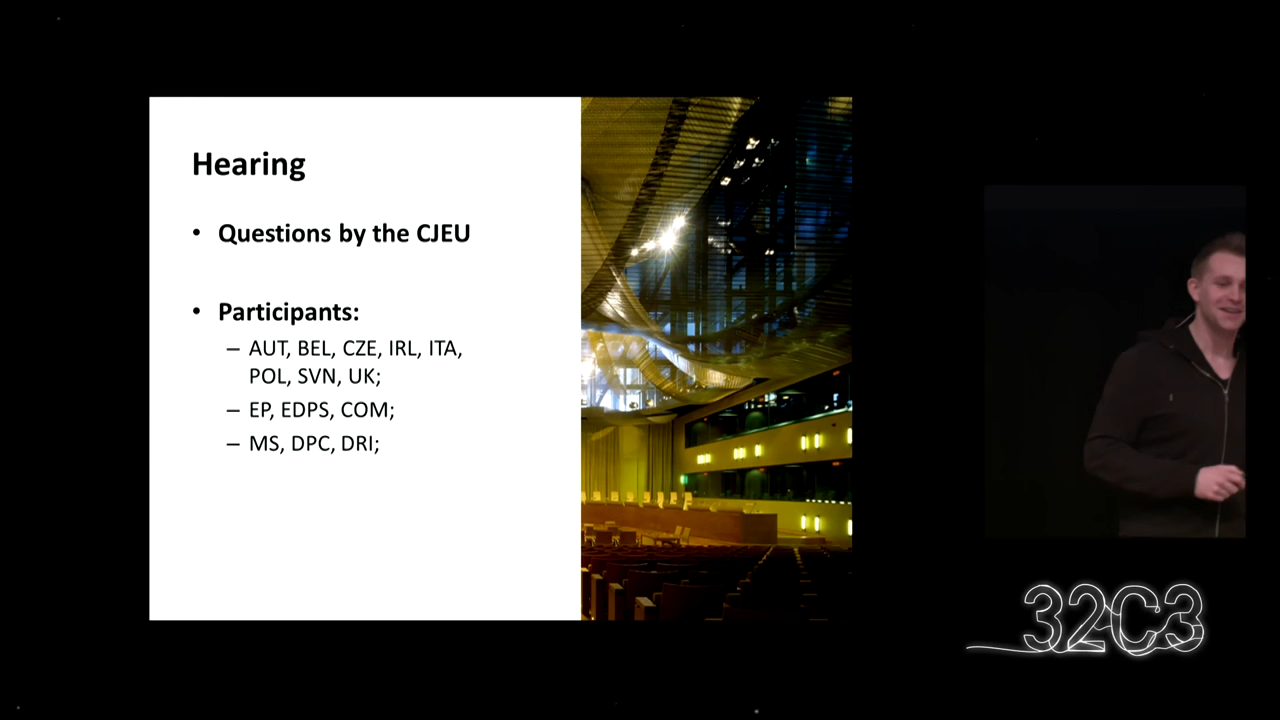 Hearing
• Questions by the CJEU
• Participants:
– AUT, BEL, CZE, IRL, ITA,
POL, SVN, UK;
– EP, EDPS, COM;
– MS, DPC, DRI;
32C3